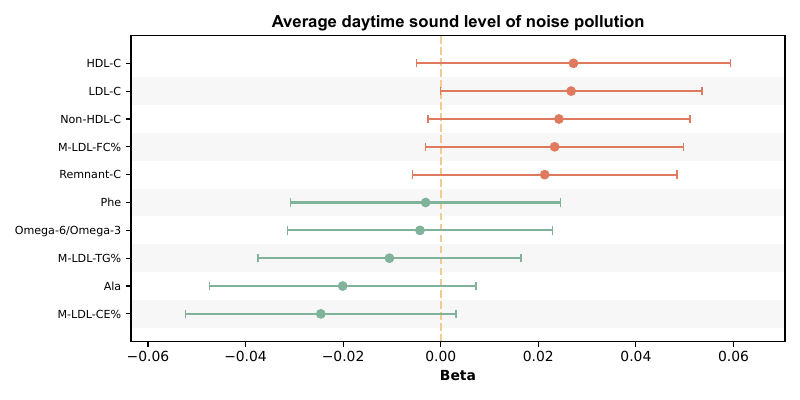 Average daytime sound level of noise pollution
HDL-C
LDL-C
Non-HDL-C
M-LDL-FC%
Remnant-C
Phe
Omega-6/Omega-3
M-LDL-TG%
Ala
M-LDL-CE%
−0.06 −0.04 −0.02 0.00 0.02 0.04 0.06
Beta